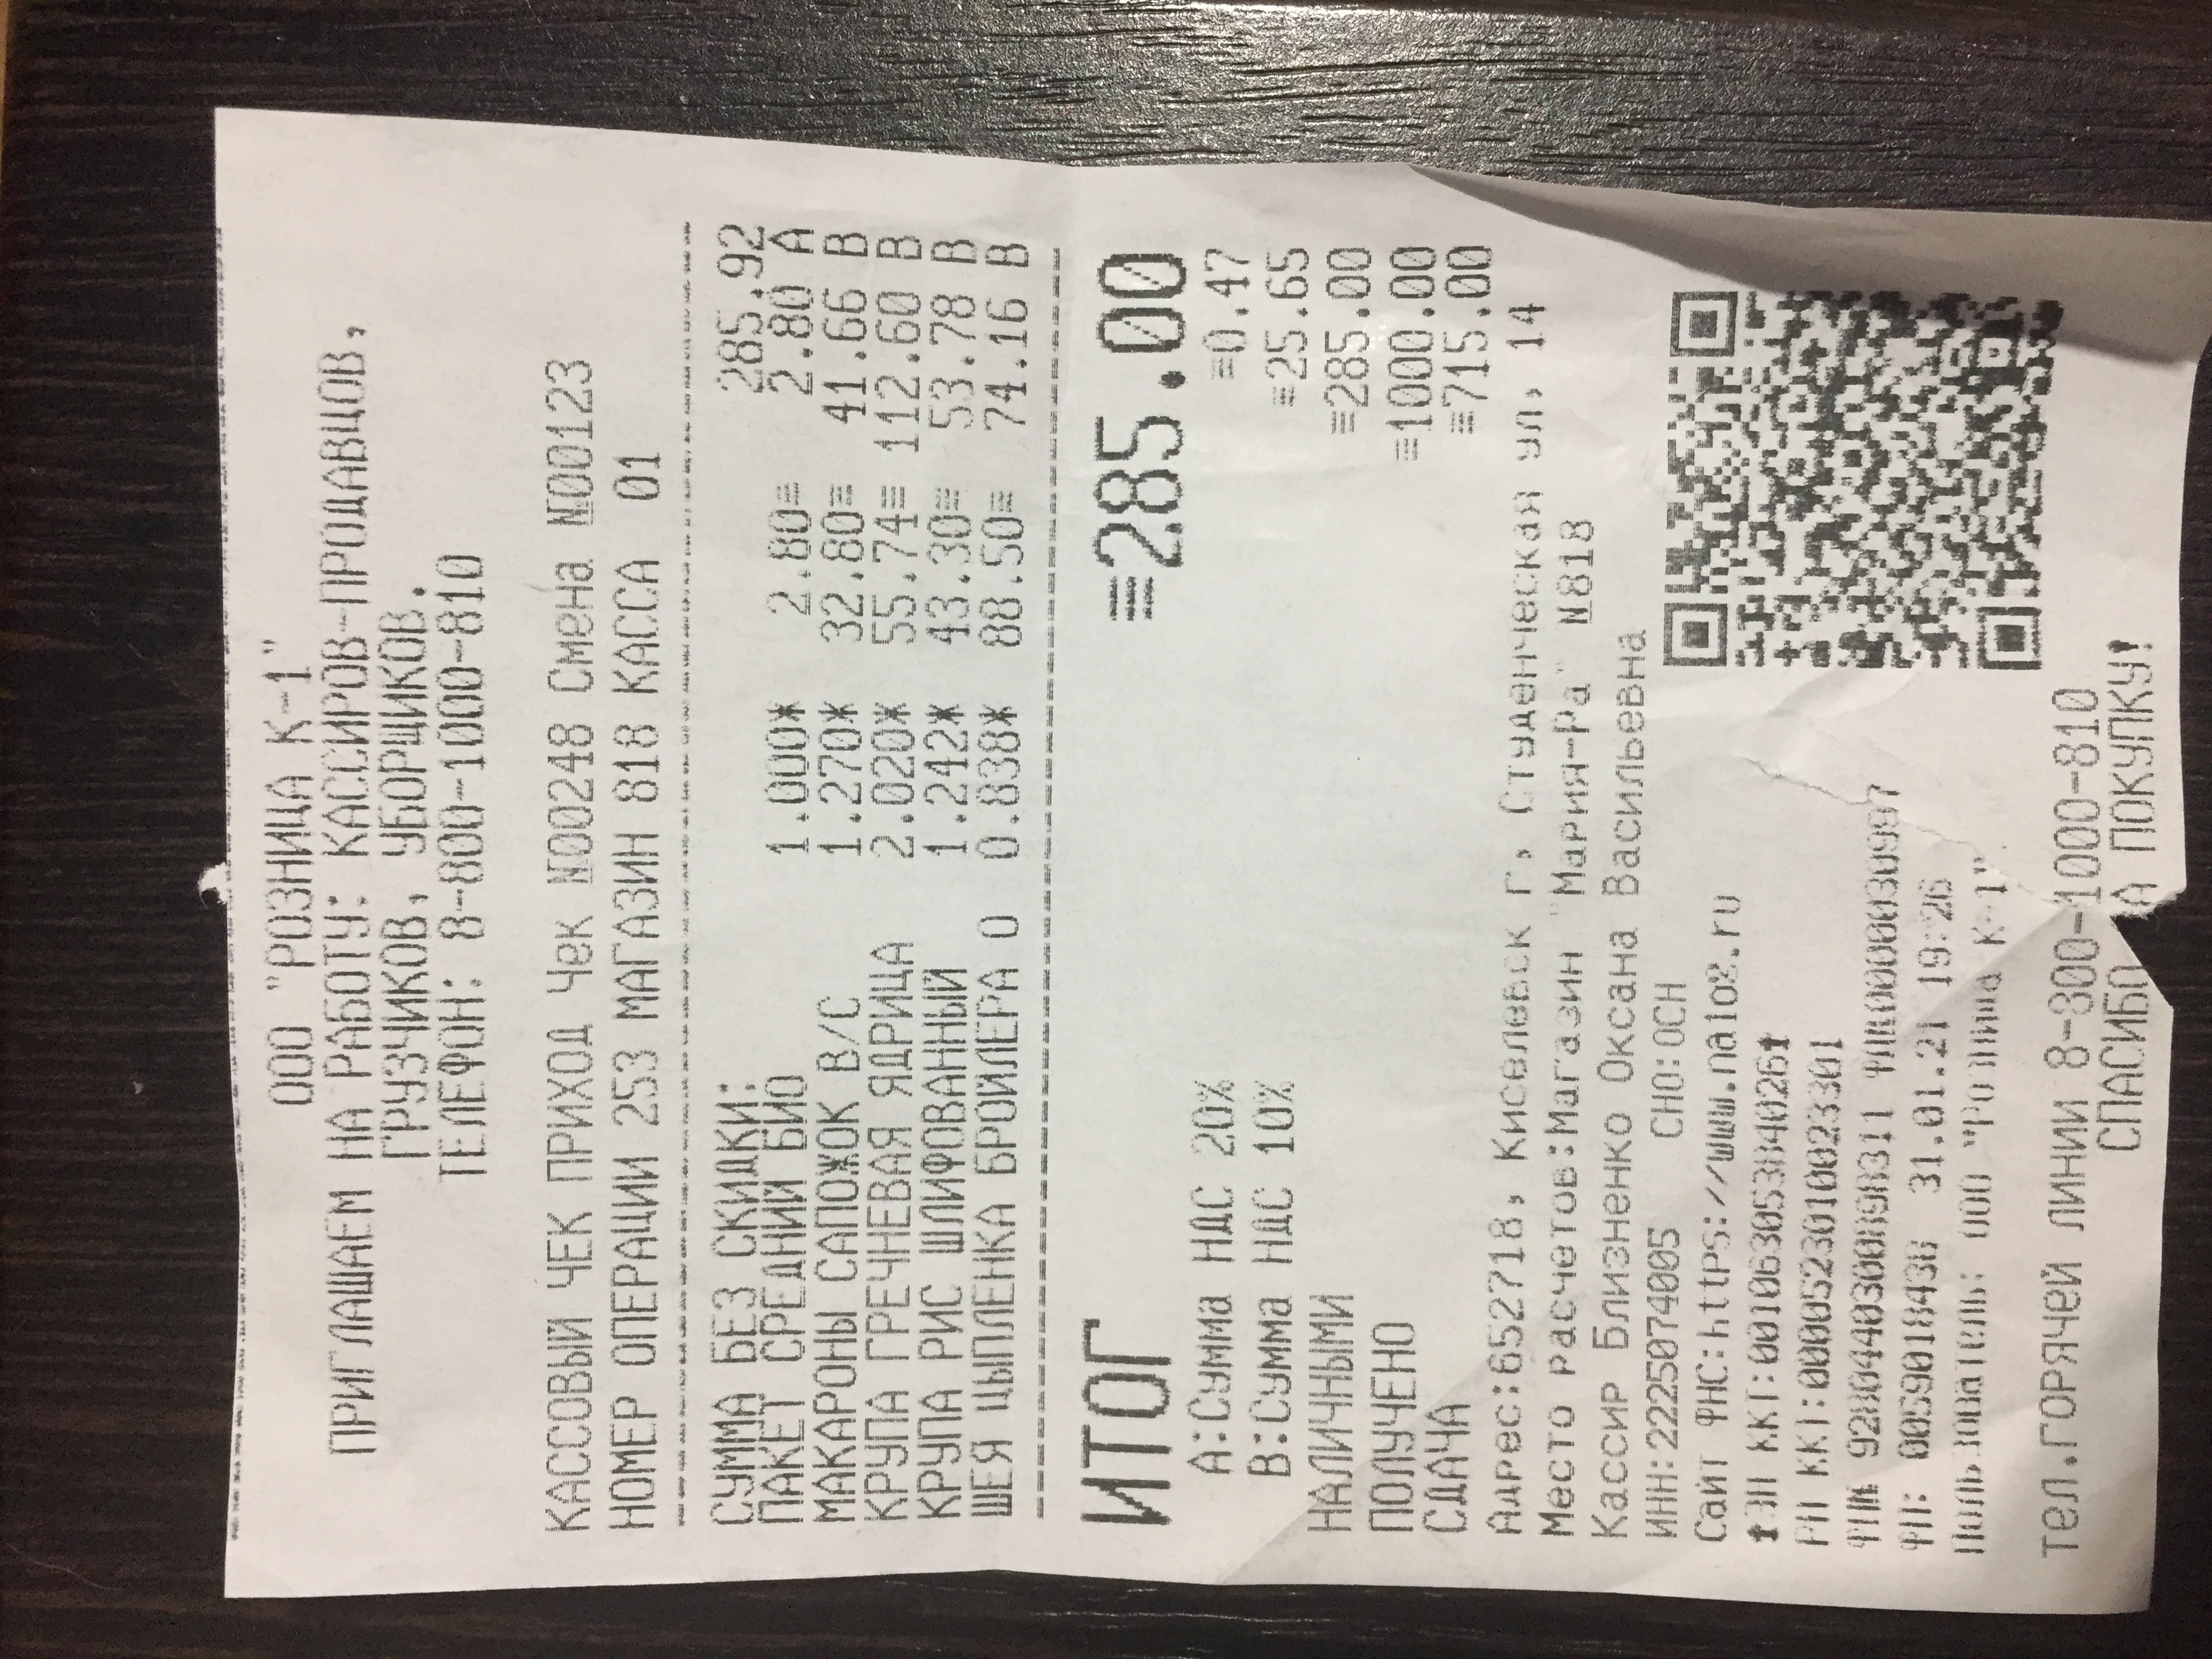 ООО "РОЗНИЦА К-1"
ПРИГЛАШАЕМ НА РАБОТУ: КАССИРОВ-ПРОДАВЦОВ,
ГРУЗЧИКОВ, УБОРЩИКОВ.
ТЕЛЕФОН: 8-800-1000-810
КАССОВЫЙ ЧЕК ПРИХОД Чек №00248 Смена №00123
НОМЕР ОПЕРАЦИИ 253 МАГАЗИН 818 КАССА 01
СУММА БЕЗ СКИДКИ: 285.92
ПАКЕТ СРЕДНИЙ БИО 1.000* 2.80≡ 2.80 А
МАКАРОНЫ САПОЖОК В/С 1.270* 32.80≡ 41.66 В
КРУПА ГРЕЧНЕВАЯ ЯДРИЦА 2.020* 55.74≡ 112.60 В
КРУПА РИС ШЛИФОВАННЫЙ 1.242* 43.30≡ 53.78 В
ШЕЯ ЦЫПЛЕНКА БРОЙЛЕРА О 0.838* 88.50≡ 74.16 В
ИТОГ ≡285.00
А:Сумма НДС 20% ≡0.47
В:Сумма НДС 10% ≡25.65
НАЛИЧНЫМИ ≡285.00
ПОЛУЧЕНО ≡1000.00
СДАЧА ≡715.00
Адрес:652718, Киселевск г, Студенческая ул, 14
Место расчетов:Магазин "Мария-Ра" №818
Кассир Близненко Оксана Васильевна
ИНН:2225074005 СНО:ОСН
Сайт ФНС:https://www.nalog.ru
ЗН ККТ:00106305384026
РН ККТ:0000523010023301
ФН№ 9280440300898311
ФП: 0059018436 31.01.21 19:26
Пользователь: ООО "Розница К-1"
тел.ГОРЯЧЕЙ ЛИНИИ 8-800-1000-810
СПАСИБО ЗА ПОКУПКУ!